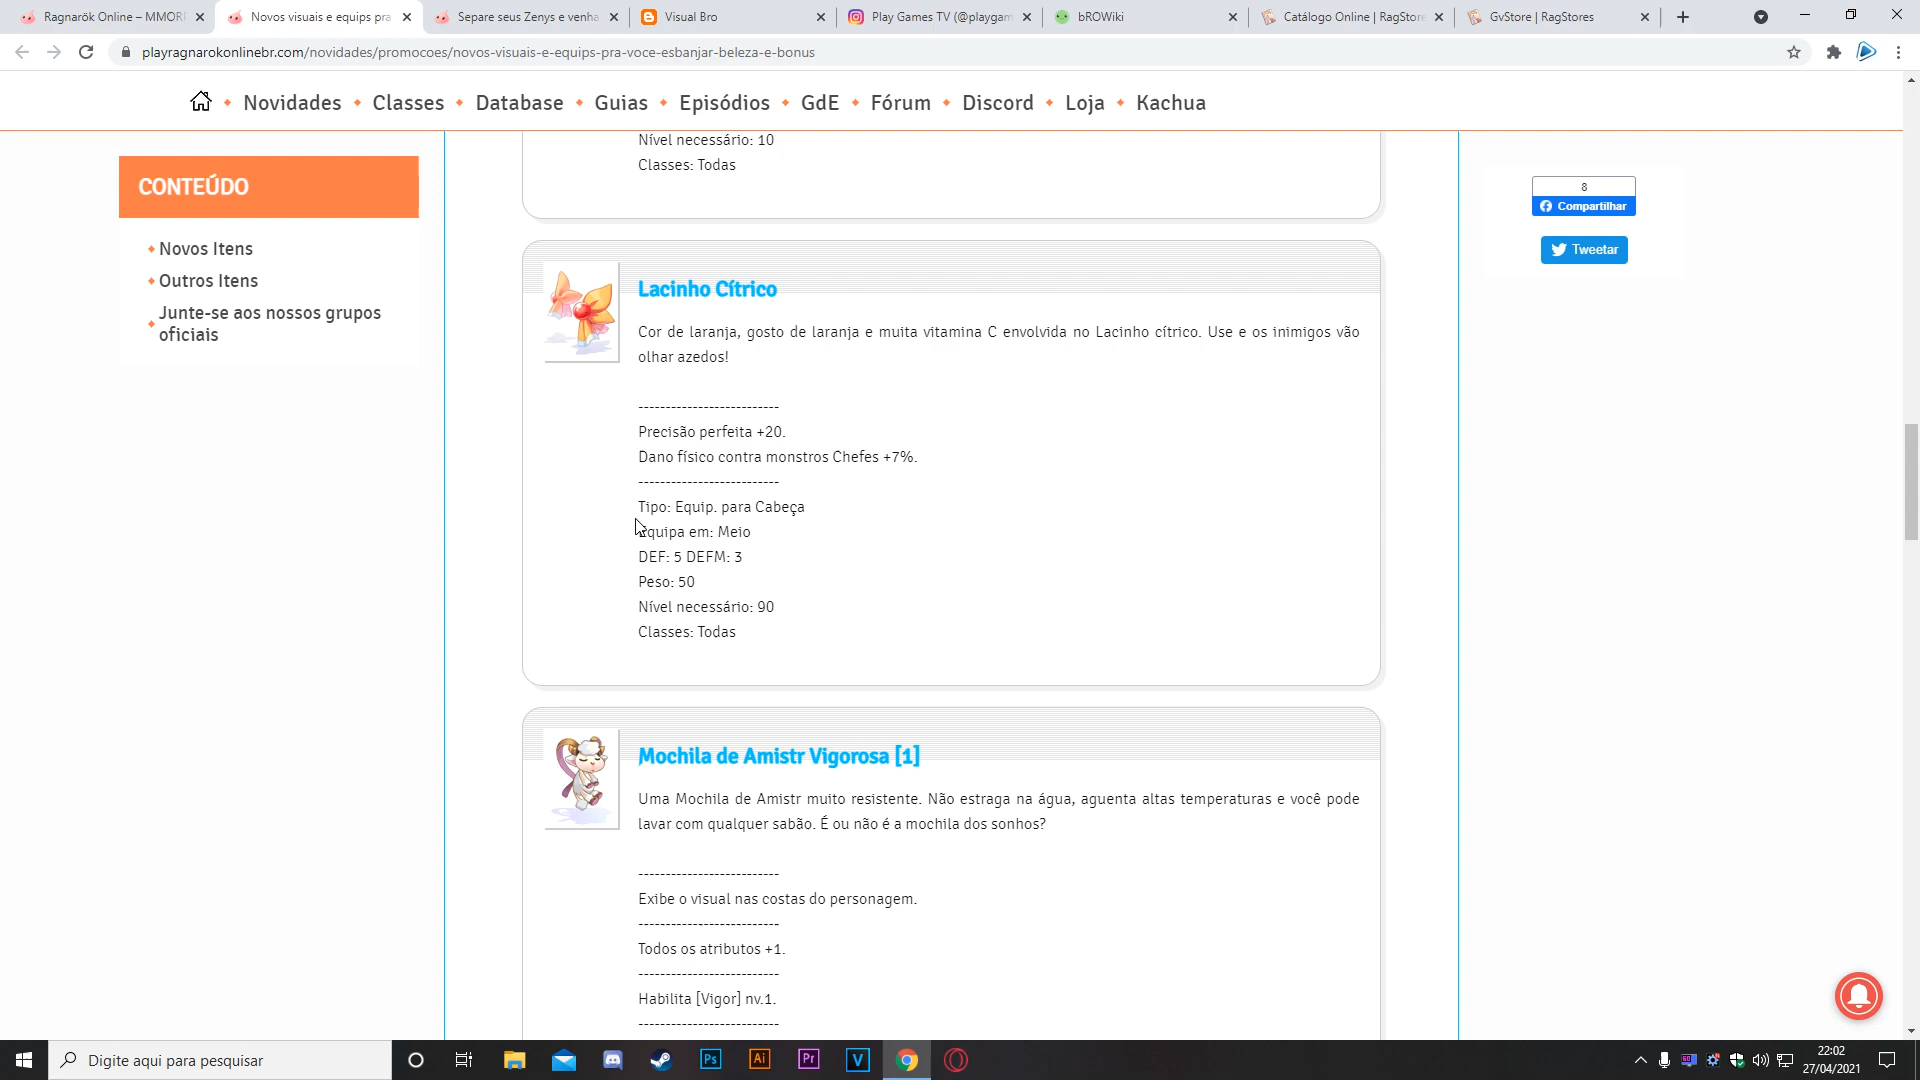 Ragnarök Online – MMORP
Novos visuais e equips pra
Separe seus Zenys e venha
Visual Bro
Play Games TV (@playgam
bROWiki
Catálogo Online | RagStore
GvStore | RagStores
playragnarokonlinebr.com/novidades/promocoes/novos-visuais-e-equips-pra-voce-esbanjar-beleza-e-bonus
Novidades Classes Database Guias Episódios GdE Fórum Discord Loja Kachua
CONTEÚDO
Novos Itens
Outros Itens
Junte-se aos nossos grupos
oficiais
Nível necessário: 10
Classes: Todas
8
Compartilhar
Tweetar
Lacinho Cítrico
Cor de laranja, gosto de laranja e muita vitamina C envolvida no Lacinho cítrico. Use e os inimigos vão
olhar azedos!
--------------------------
Precisão perfeita +20.
Dano físico contra monstros Chefes +7%.
--------------------------
Tipo: Equip. para Cabeça
Equipa em: Meio
DEF: 5 DEFM: 3
Peso: 50
Nível necessário: 90
Classes: Todas
Mochila de Amistr Vigorosa [1]
Uma Mochila de Amistr muito resistente. Não estraga na água, aguenta altas temperaturas e você pode
lavar com qualquer sabão. É ou não é a mochila dos sonhos?
--------------------------
Exibe o visual nas costas do personagem.
--------------------------
Todos os atributos +1.
--------------------------
Habilita [Vigor] nv.1.
--------------------------
Digite aqui para pesquisar
Ps
Ai
Pr
V
60
22:02
27/04/2021